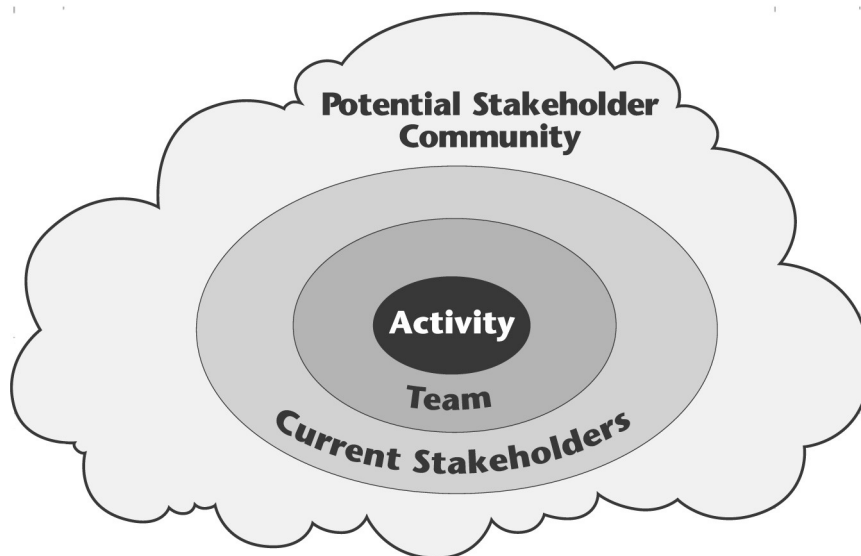 Potential Stakeholder
Community
Activity
Team
Current Stakeholders